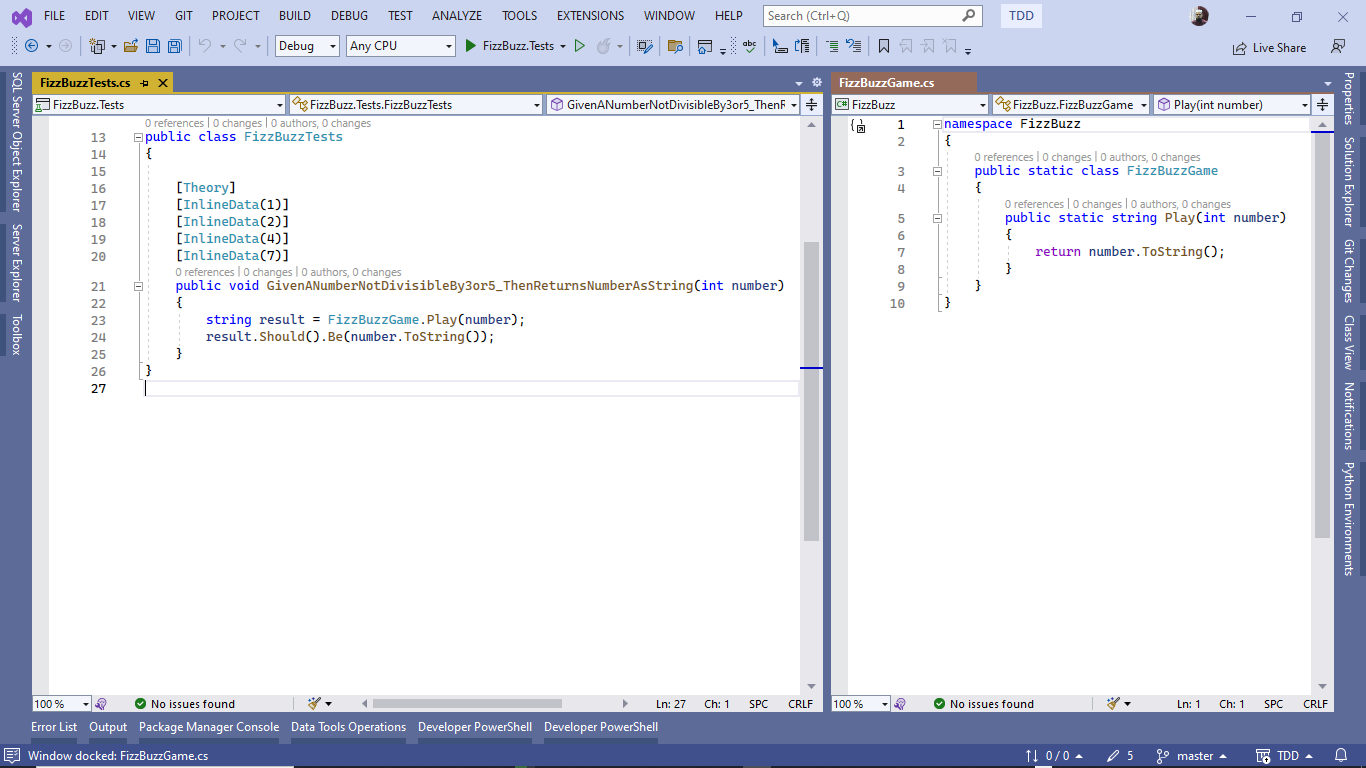 FILE EDIT VIEW GIT PROJECT BUILD DEBUG TEST ANALYZE TOOLS EXTENSIONS WINDOW HELP Search (Ctrl+Q) TDD
Debug Any CPU FizzBuzz.Tests Live Share
SQL Server Object Explorer
Server Explorer
Toolbox
FizzBuzzTests.cs
FizzBuzz.Tests FizzBuzz.Tests.FizzBuzzTests GivenANumberNotDivisibleBy3or5_ThenR
0 references | 0 changes | 0 authors, 0 changes
13 public class FizzBuzzTests
14 {
15
16 [Theory]
17 [InlineData(1)]
18 [InlineData(2)]
19 [InlineData(4)]
20 [InlineData(7)]
0 references | 0 changes | 0 authors, 0 changes
21 public void GivenANumberNotDivisibleBy3or5_ThenReturnsNumberAsString(int number)
22 {
23 string result = FizzBuzzGame.Play(number);
24 result.Should().Be(number.ToString());
25 }
26 }
27
100 % No issues found Ln: 27 Ch: 1 SPC CRLF
FizzBuzzGame.cs
C# FizzBuzz FizzBuzz.FizzBuzzGame Play(int number)
1 namespace FizzBuzz
2 {
0 references | 0 changes | 0 authors, 0 changes
3 public static class FizzBuzzGame
4 {
0 references | 0 changes | 0 authors, 0 changes
5 public static string Play(int number)
6 {
7 return number.ToString();
8 }
9 }
10 }
100 % No issues found Ln: 1 Ch: 1 SPC CRLF
Properties
Solution Explorer
Git Changes
Class View
Notifications
Python Environments
Error List Output Package Manager Console Data Tools Operations Developer PowerShell Developer PowerShell
Window docked: FizzBuzzGame.cs 0 / 0 5 master TDD